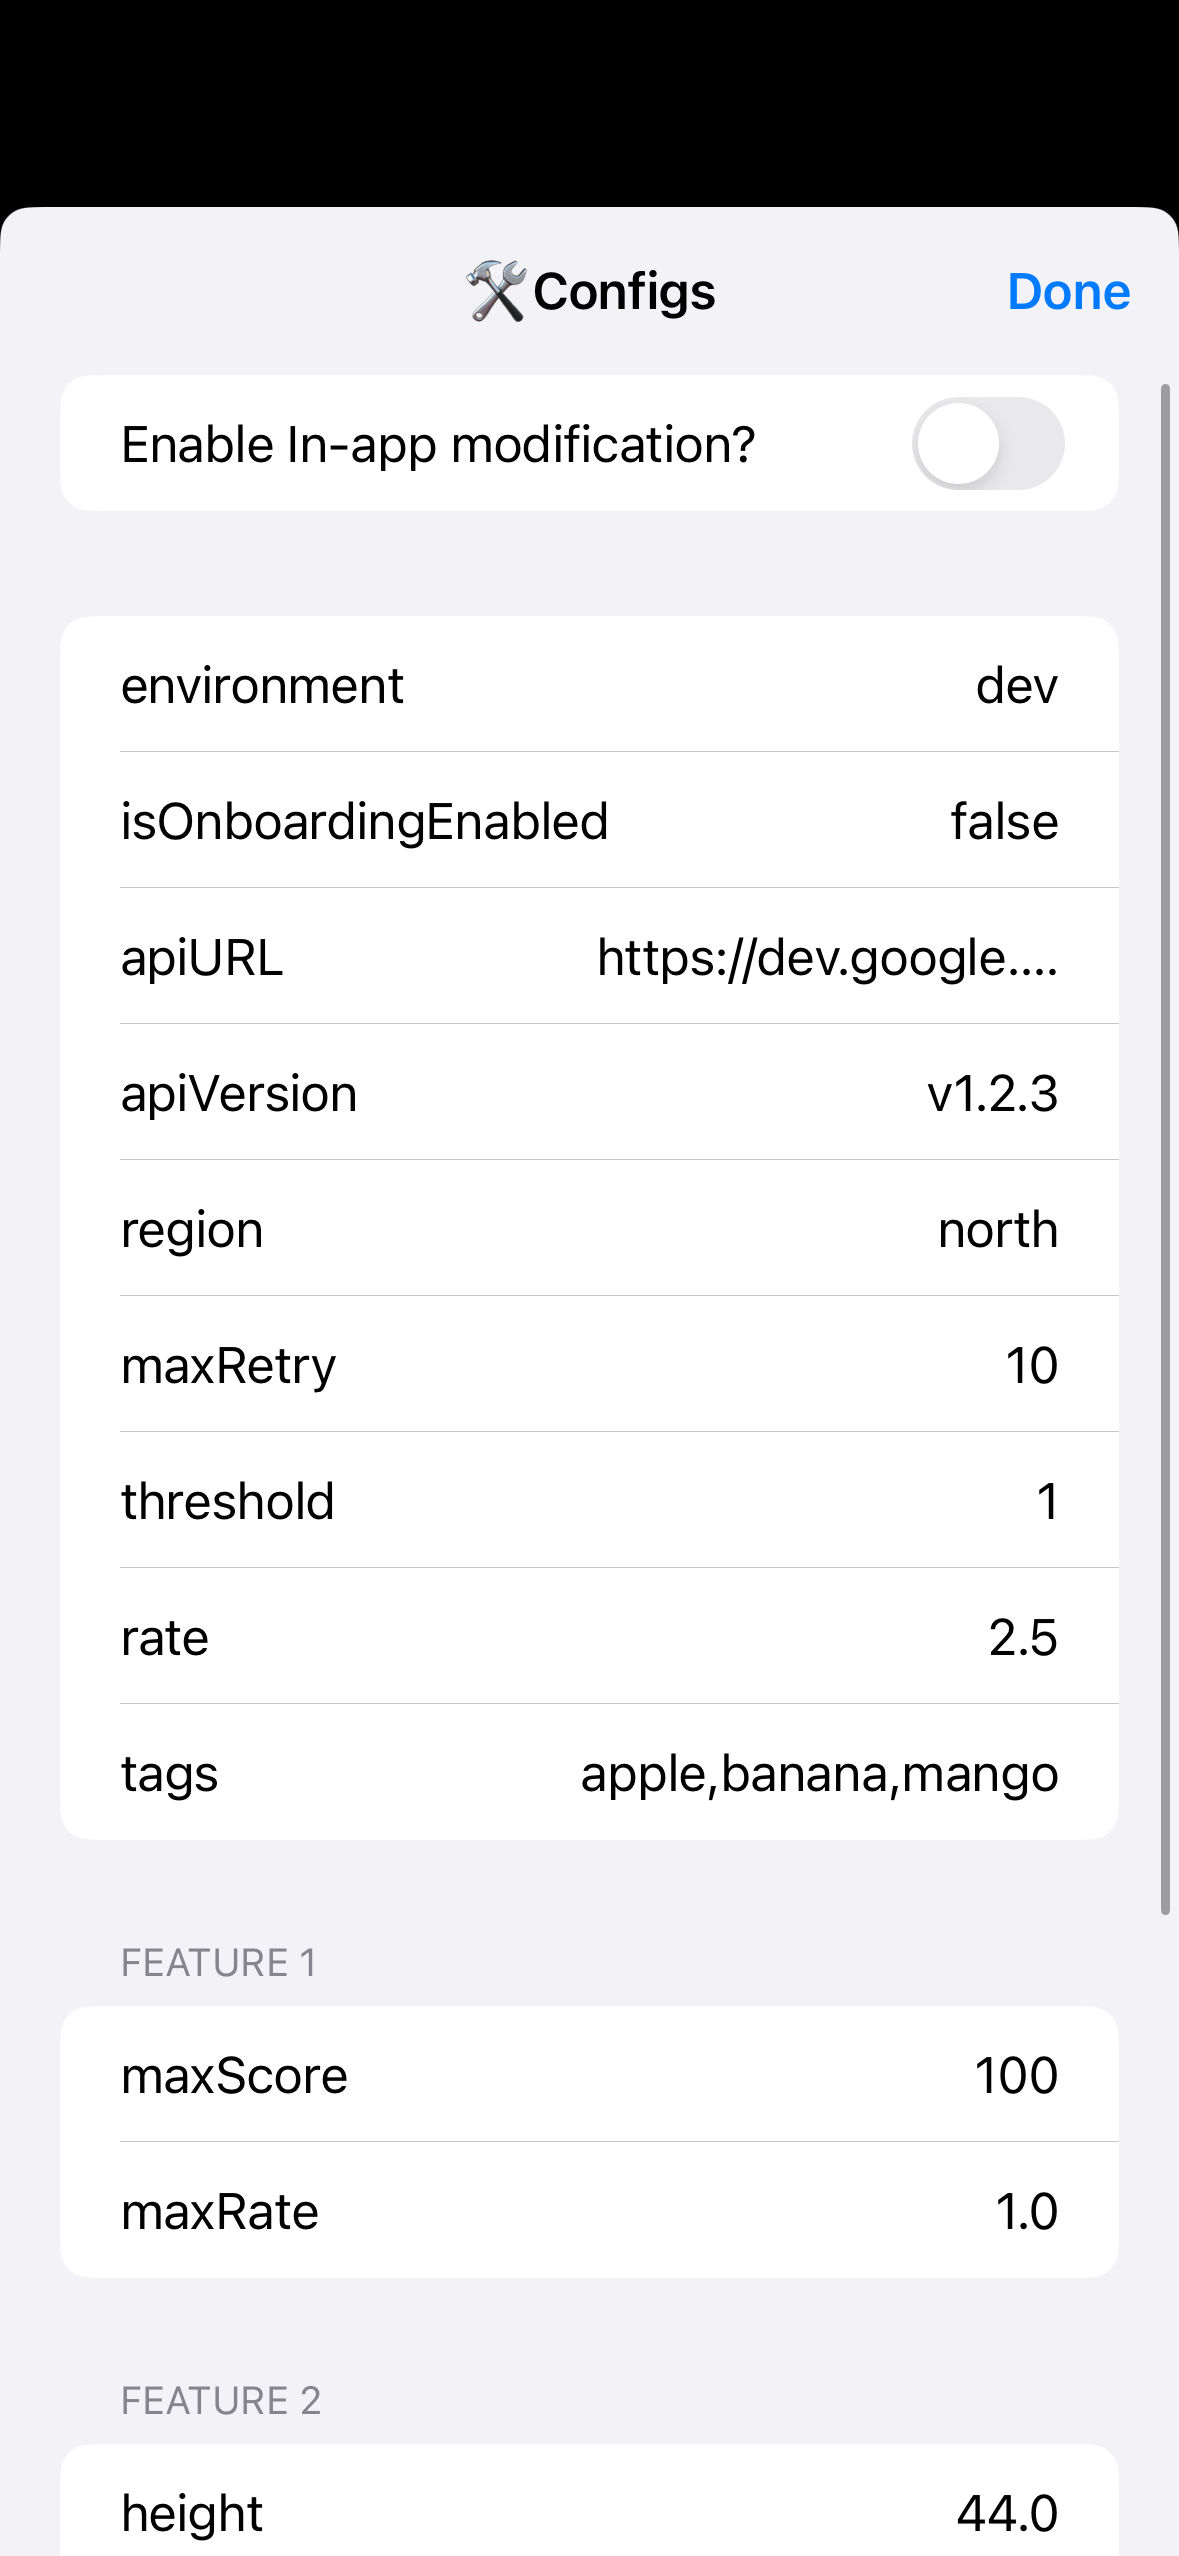 🛠Configs
Done
Enable In-app modification?
environment dev
isOnboardingEnabled false
apiURL https://dev.google....
apiVersion v1.2.3
region north
maxRetry 10
threshold 1
rate 2.5
tags apple,banana,mango
FEATURE 1
maxScore 100
maxRate 1.0
FEATURE 2
height 44.0